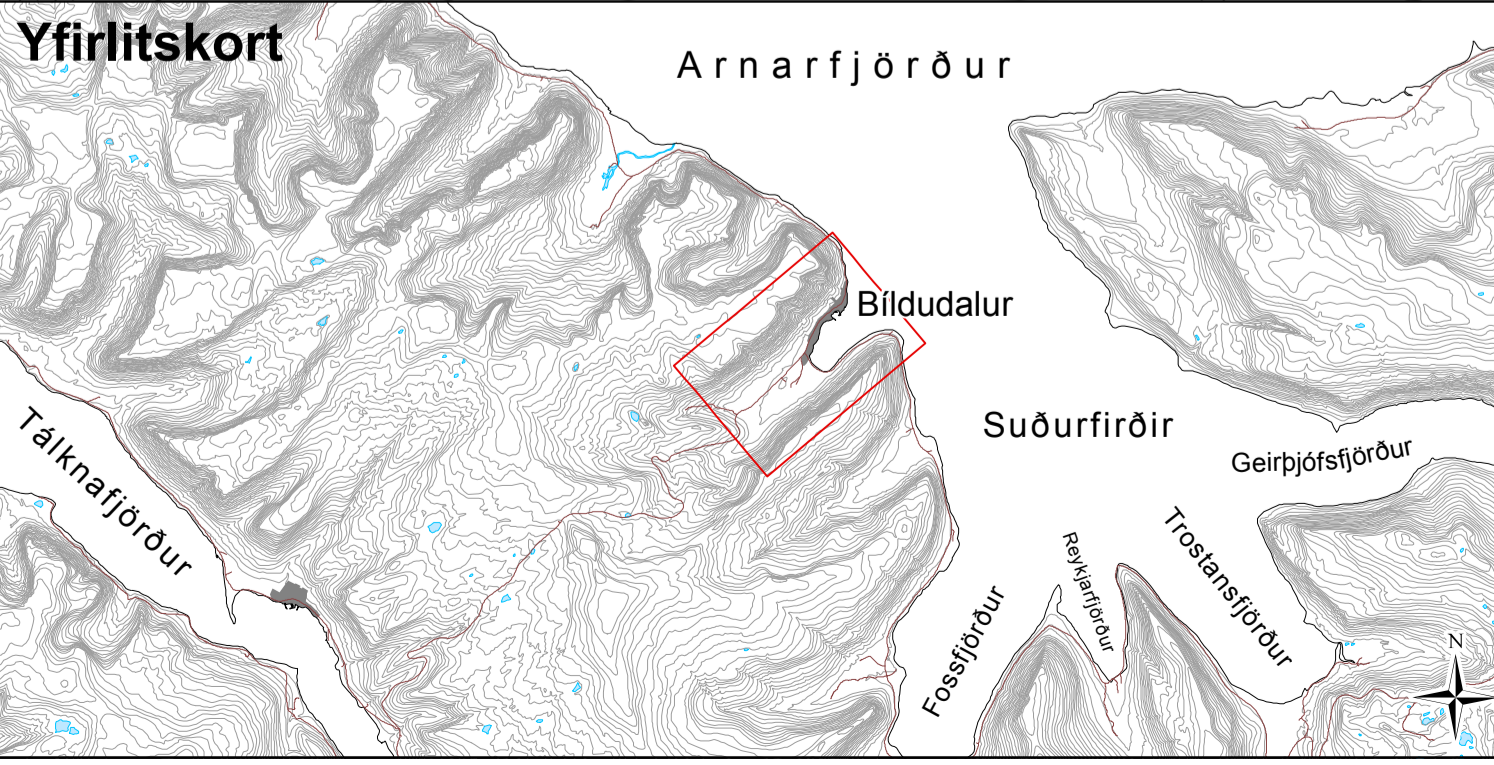 Yfirlitskort
Arnarfjörður
Bíldudalur
Suðurfirðir
Geirþjófsfjörður
Tálknafjörður
Trostansfjörður
Reykjarfjörður
Fossfjörður
N